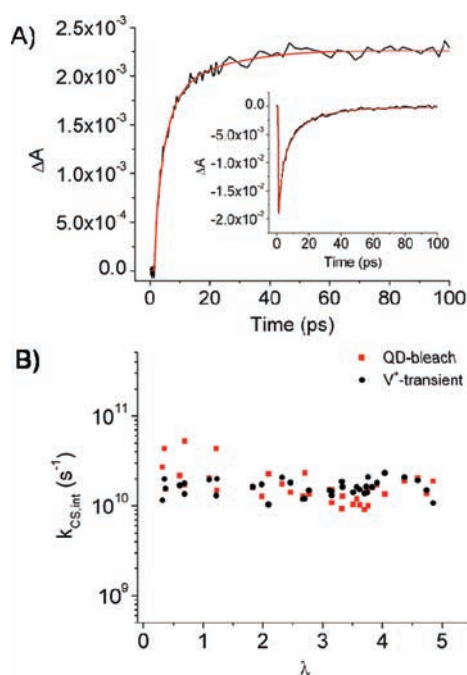 A)
2.5x10⁻³
2.0x10⁻³
1.5x10⁻³
1.0x10⁻³
5.0x10⁻⁴
0.0
ΔA
0 20 40 60 80 100
Time (ps)
0.0
-5.0x10⁻³
-1.0x10⁻²
-1.5x10⁻²
-2.0x10⁻²
ΔA
0 20 40 60 80 100
Time (ps)
B)
QD-bleach
V⁺-transient
10¹¹
10¹⁰
10⁹
k_CS,int (s⁻¹)
0 1 2 3 4 5
λ